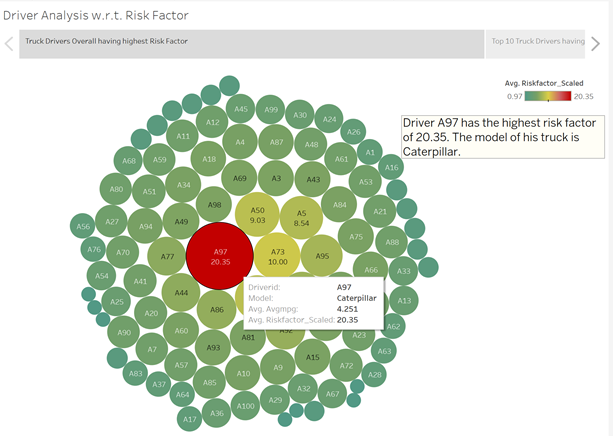 Driver Analysis w.r.t. Risk Factor
Truck Drivers Overall having highest Risk Factor
Top 10 Truck Drivers having
Avg. Riskfactor_Scaled
0.97
20.35
Driver A97 has the highest risk factor
of 20.35. The model of his truck is
Caterpillar.
A45
A99
A30
A24
A12
A26
A11
A4
A87
A48
A1
A68
A59
A18
A61
A16
A69
A3
A43
A53
A80
A51
A34
A84
A21
A98
A50
9.03
A5
8.54
A56
A27
A94
A49
A75
A88
A76
A70
A77
A97
20.35
A73
10.00
A95
A66
A33
A54
A41
A44
Driverid: A97
Model: Caterpillar
Avg. Avgmpg: 4.251
Avg. Riskfactor_Scaled: 20.35
A25
A20
A86
A13
A62
A90
A60
A81
A23
A7
A93
A15
A63
A83
A57
A10
A9
A28
A37
A85
A32
A67
A64
A100
A29
A17
A36